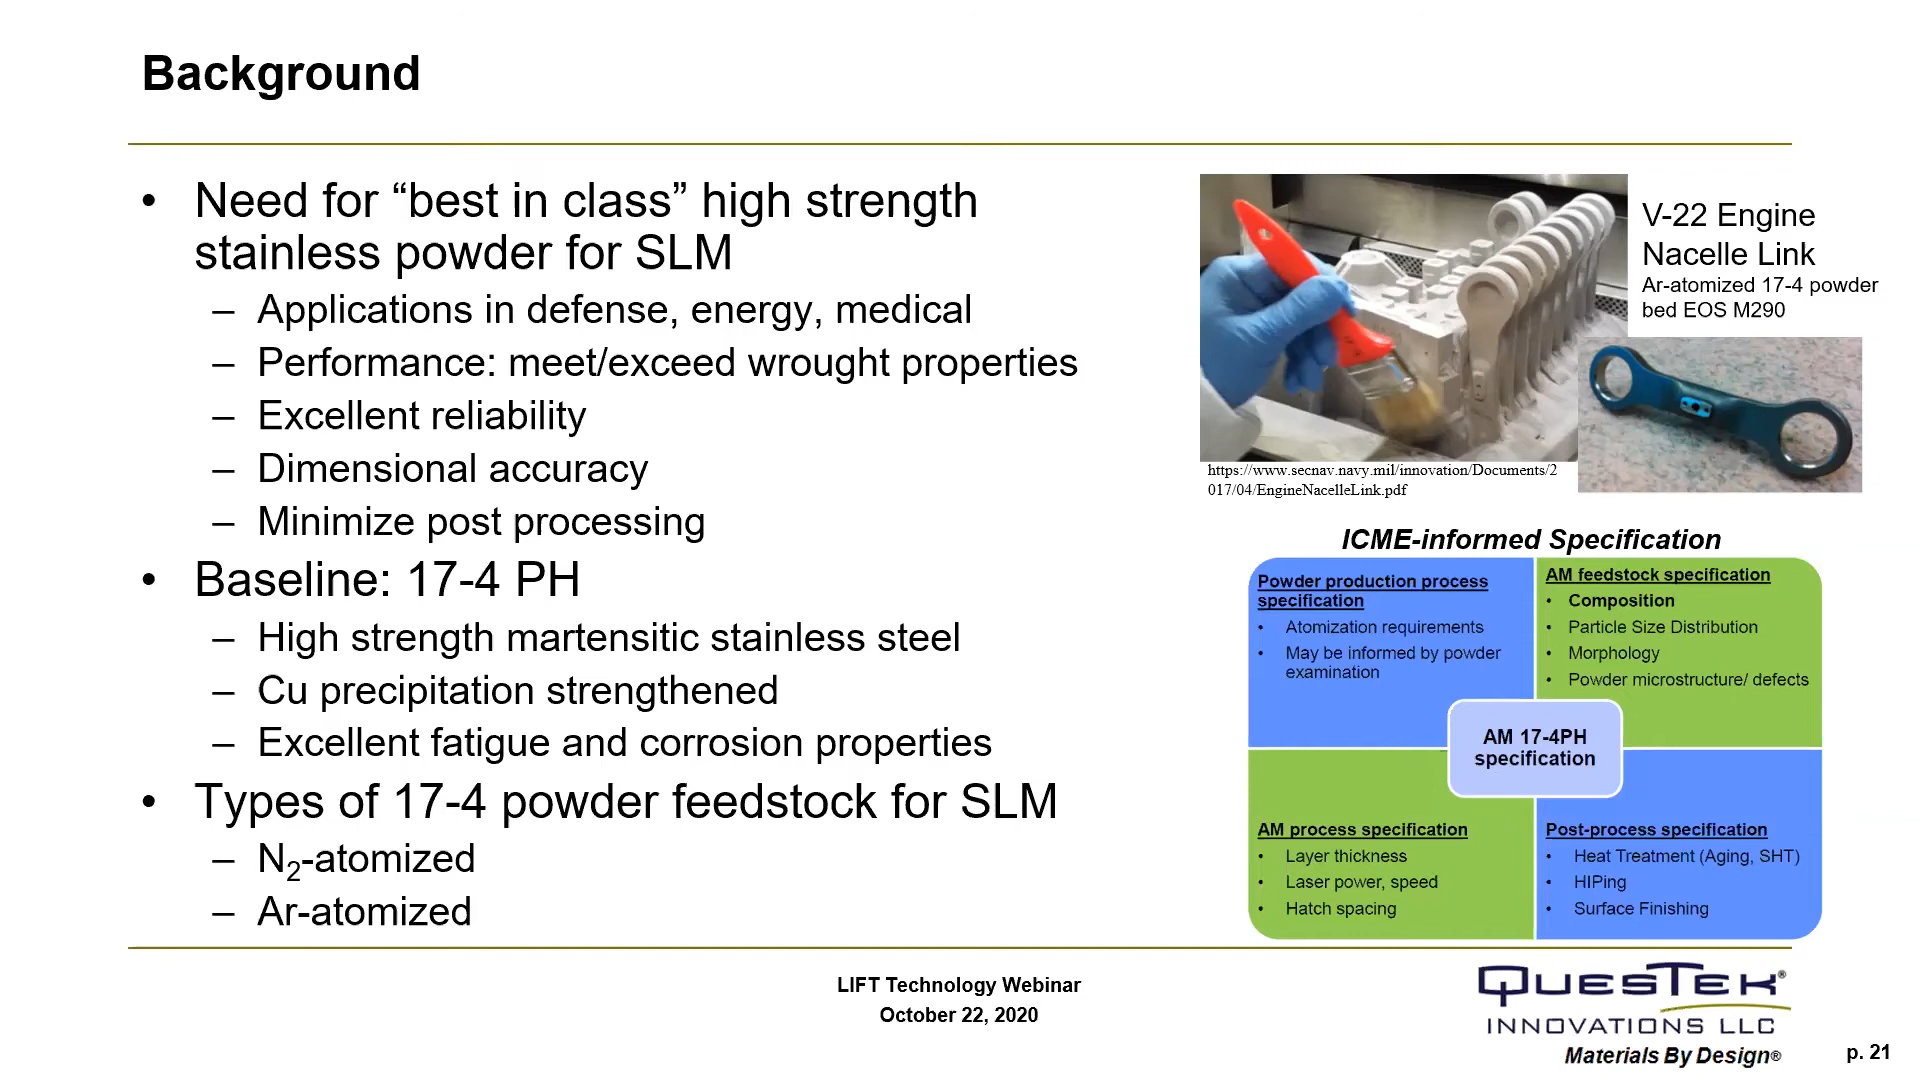 Background
• Need for “best in class” high strength
stainless powder for SLM
– Applications in defense, energy, medical
– Performance: meet/exceed wrought properties
– Excellent reliability
– Dimensional accuracy
– Minimize post processing
• Baseline: 17-4 PH
– High strength martensitic stainless steel
– Cu precipitation strengthened
– Excellent fatigue and corrosion properties
• Types of 17-4 powder feedstock for SLM
– N₂-atomized
– Ar-atomized
V-22 Engine
Nacelle Link
Ar-atomized 17-4 powder
bed EOS M290
https://www.secnav.navy.mil/innovation/Documents/2
017/04/EngineNacelleLink.pdf
ICME-informed Specification
Powder production process
specification
• Atomization requirements
• May be informed by powder
examination
AM feedstock specification
• Composition
• Particle Size Distribution
• Morphology
• Powder microstructure/ defects
AM 17-4PH
specification
AM process specification
• Layer thickness
• Laser power, speed
• Hatch spacing
Post-process specification
• Heat Treatment (Aging, SHT)
• HIPing
• Surface Finishing
LIFT Technology Webinar
October 22, 2020
QUESTEK®
INNOVATIONS LLC
Materials By Design®
p. 21